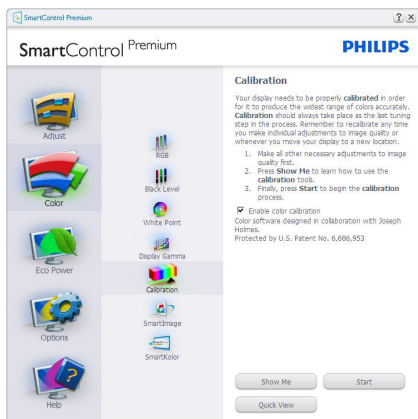 SmartControl Premium
? X
SmartControl Premium
PHILIPS
Adjust
Color
Eco Power
Options
Help
RGB
Black Level
White Point
Display Gamma
Calibration
SmartImage
SmartKolor
Calibration
Your display needs to be properly calibrated in order
for it to produce the widest range of colors accurately.
Calibration should always take place as the last tuning
step in the process. Remember to recalibrate any time
you make individual adjustments to image quality or
whenever you move your display to a new location.
1. Make all other necessary adjustments to image
quality first.
2. Press Show Me to learn how to use the
calibration tools.
3. Finally, press Start to begin the calibration
process.
Enable color calibration
Color software designed in collaboration with Joseph
Holmes.
Protected by U.S. Patent No. 6,686,953
Show Me
Start
Quick View